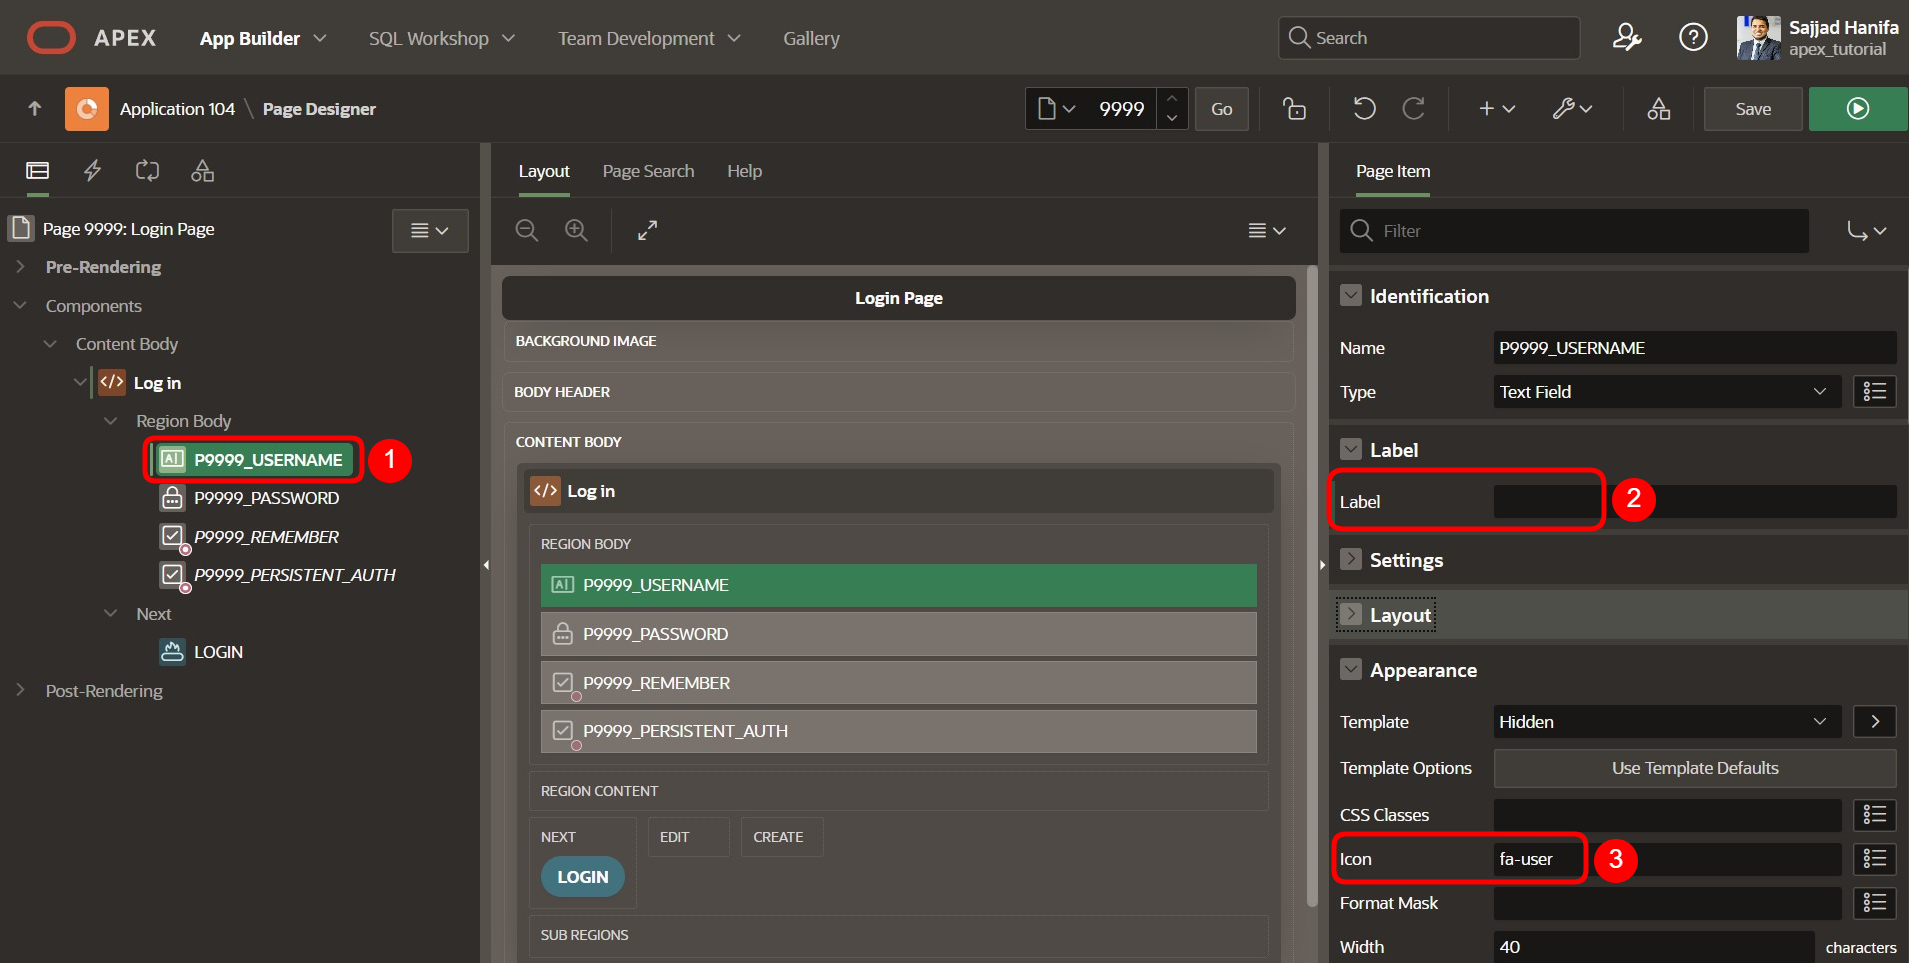 APEX App Builder SQL Workshop Team Development Gallery Search Sajjad Hanifa
apex_tutorial
Application 104 \ Page Designer 9999 Go Save
Layout Page Search Help
Page Item
Page 9999: Login Page
Pre-Rendering
Components
Content Body
Log in
Region Body
P9999_USERNAME 1
P9999_PASSWORD
P9999_REMEMBER
P9999_PERSISTENT_AUTH
Next
LOGIN
Post-Rendering
Login Page
BACKGROUND IMAGE
BODY HEADER
CONTENT BODY
Log in
REGION BODY
P9999_USERNAME
P9999_PASSWORD
P9999_REMEMBER
P9999_PERSISTENT_AUTH
REGION CONTENT
NEXT EDIT CREATE
LOGIN
SUB REGIONS
Filter
Identification
Name P9999_USERNAME
Type Text Field
Label
Label 2
Settings
Layout
Appearance
Template Hidden
Template Options Use Template Defaults
CSS Classes
Icon fa-user 3
Format Mask
Width 40 characters